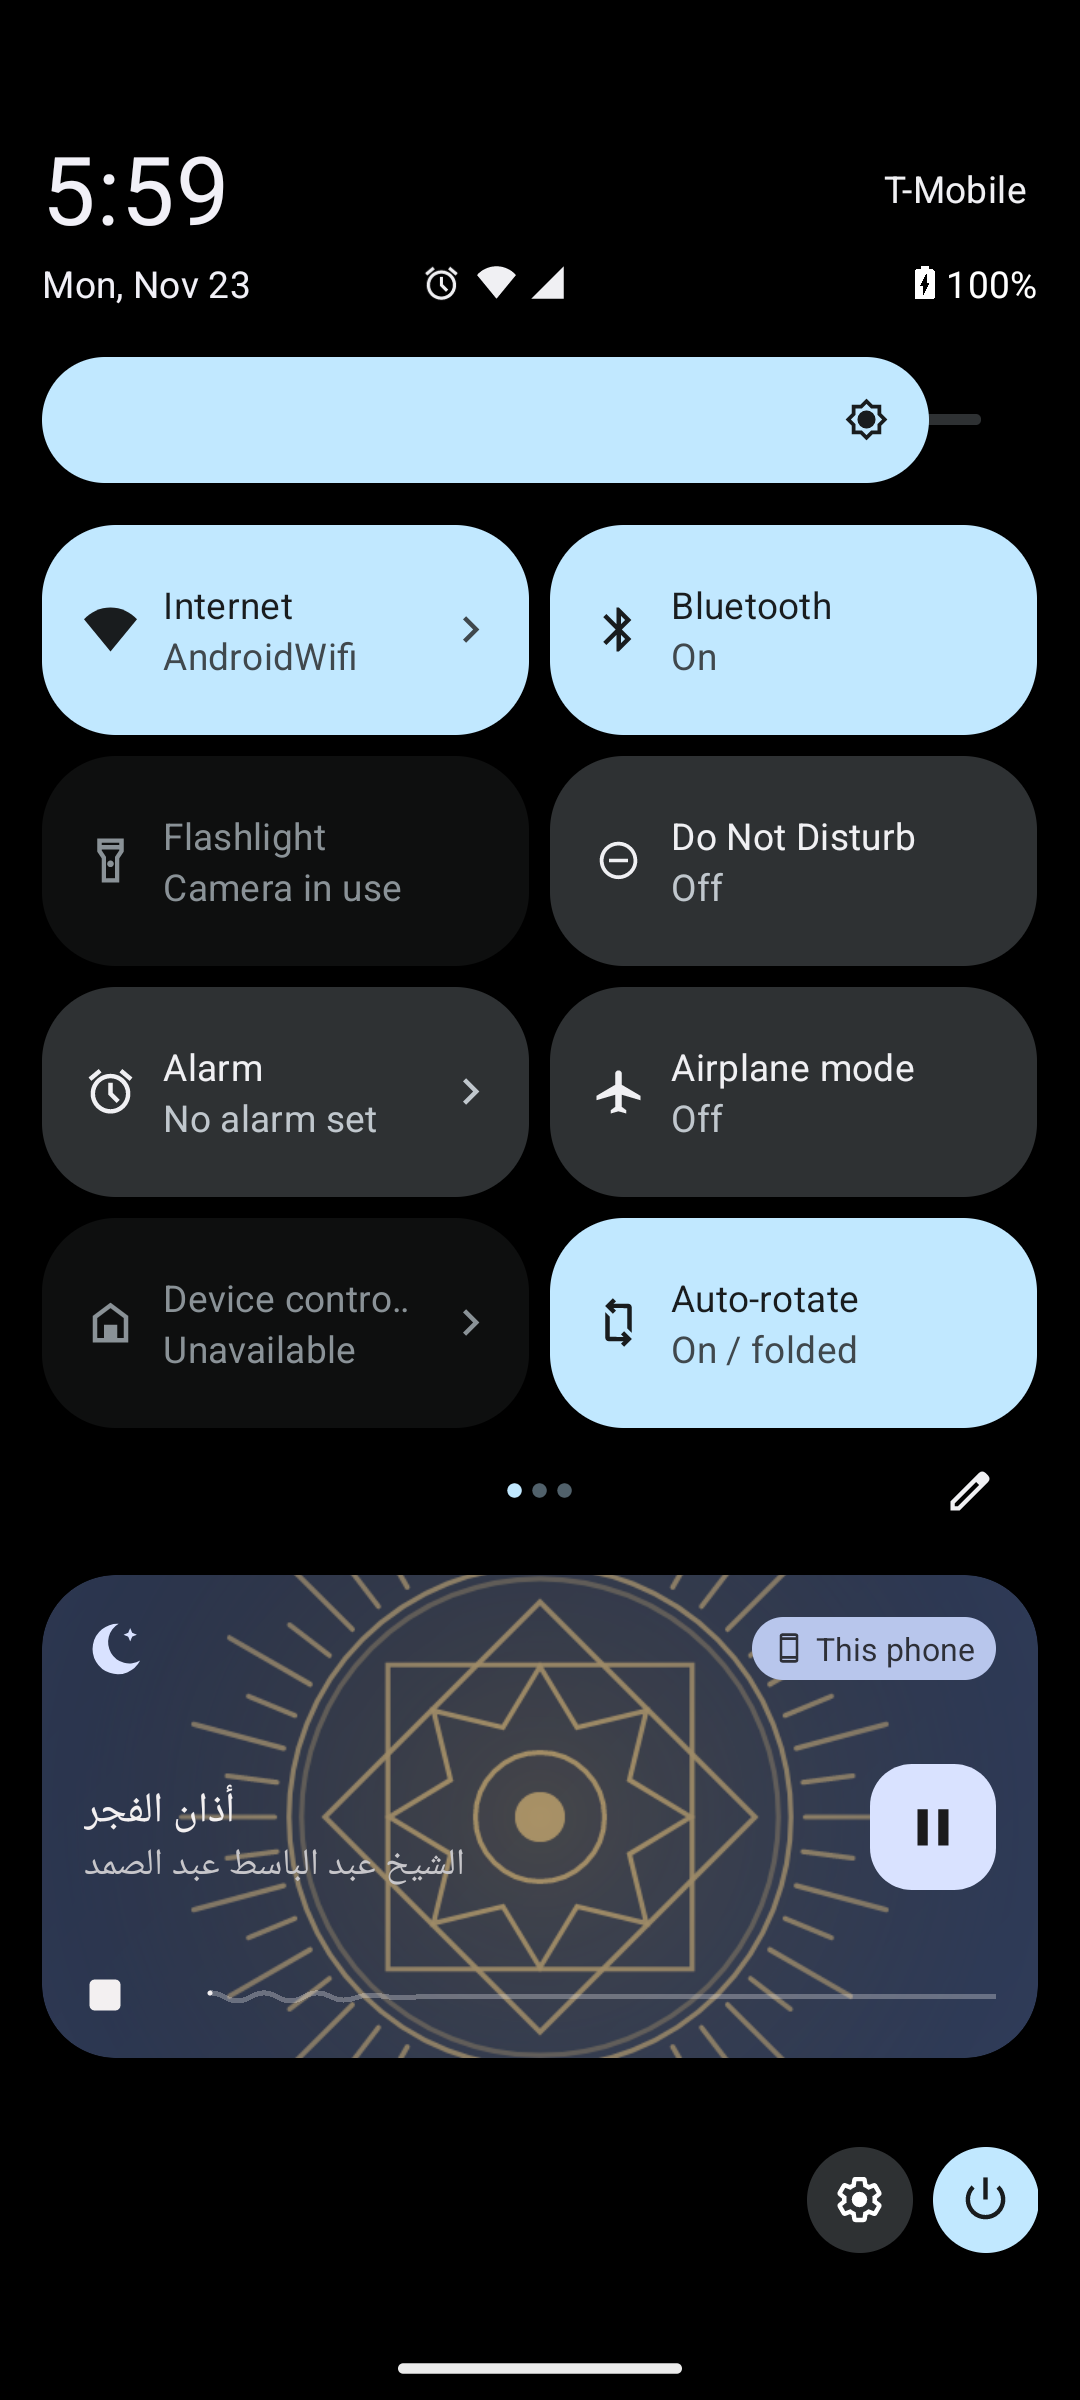 5:59
T-Mobile
Mon, Nov 23
100%
Internet
AndroidWifi
Bluetooth
On
Flashlight
Camera in use
Do Not Disturb
Off
Alarm
No alarm set
Airplane mode
Off
Device contro..
Unavailable
Auto-rotate
On / folded
This phone
أذان الفجر
الشيخ عبد الباسط عبد الصمد